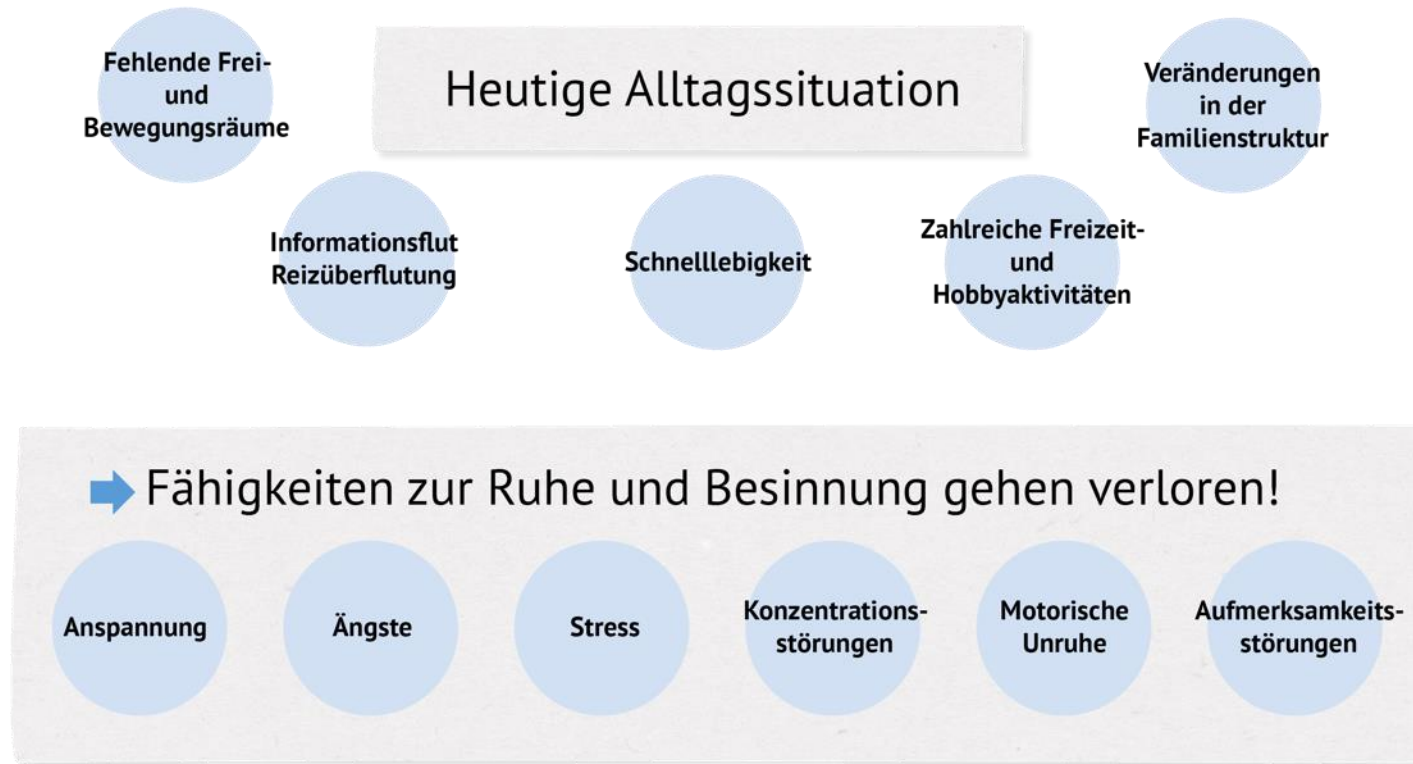 Heutige Alltagssituation
Fehlende Frei-
und
Bewegungsräume
Informationsflut
Reizüberflutung
Schnelllebigkeit
Zahlreiche Freizeit-
und
Hobbyaktivitäten
Veränderungen
in der
Familienstruktur
Fähigkeiten zur Ruhe und Besinnung gehen verloren!
Anspannung
Ängste
Stress
Konzentrations-
störungen
Motorische
Unruhe
Aufmerksamkeits-
störungen